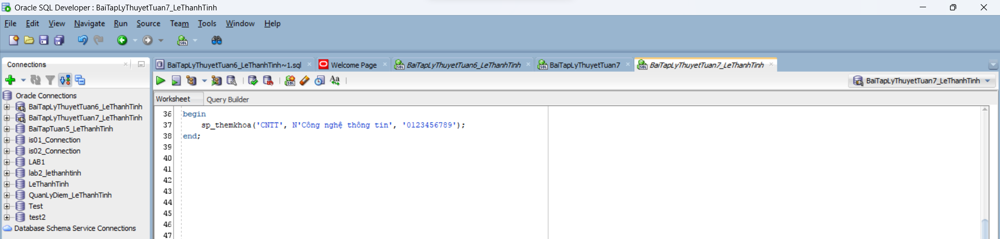 Oracle SQL Developer : BaiTapLyThuyetTuan7_LeThanhTinh
File Edit View Navigate Run Source Team Tools Window Help
SQL
Connections
BaiTapLyThuyetTuan6_LeThanhTinh~1.sql
Welcome Page
BaiTapLyThuyetTuan6_LeThanhTinh
BaiTapLyThuyetTuan7
BaiTapLyThuyetTuan7_LeThanhTinh
BaiTapLyThuyetTuan7_LeThanhTinh
Worksheet Query Builder
Oracle Connections
BaiTapLyThuyetTuan6_LeThanhTinh
BaiTapLyThuyetTuan7_LeThanhTinh
BaiTapTuan5_LeThanhTinh
is01_Connection
is02_Connection
LAB1
lab2_lethanhtinh
LeThanhTinh
QuanLyDiem_LeThanhTinh
Test
test2
Database Schema Service Connections
36 begin
37 sp_themkhoa('CNTT', N'Công nghệ thông tin', '0123456789');
38 end;
39
40
41
42
43
44
45
46
47